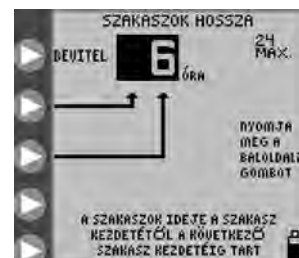 SZAKASZOK HOSSZA
24
MAX.
BEVITEL
6
ÓRA
NYOMJA
MEG A
BALOLDALI
GOMBOT
A SZAKASZOK IDEJE A SZAKASZ
KEZDETÉTŐL A KÖVETKEZŐ
SZAKASZ KEZDETÉIG TART